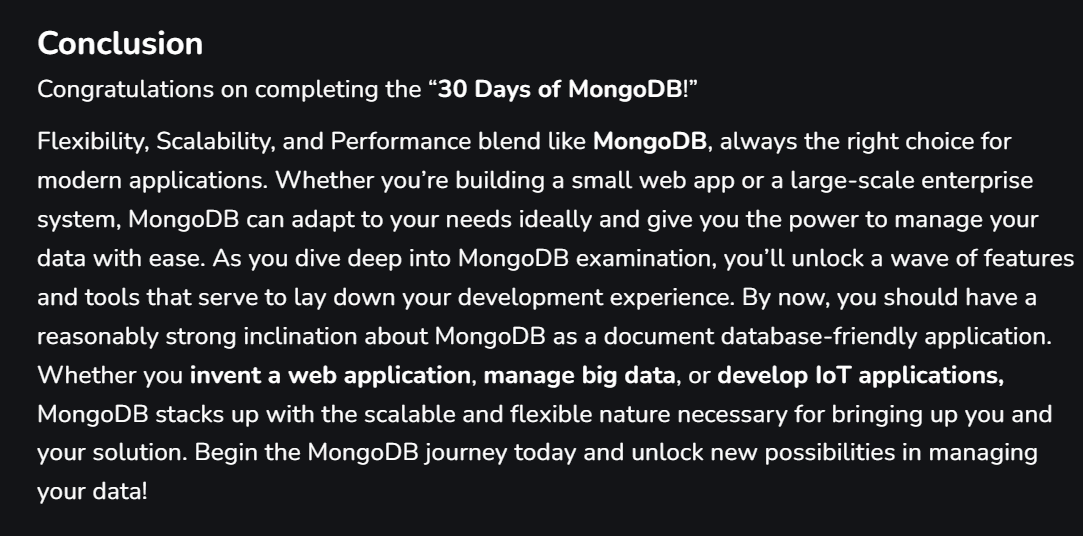 Conclusion
Congratulations on completing the “30 Days of MongoDB!”
Flexibility, Scalability, and Performance blend like MongoDB, always the right choice for
modern applications. Whether you’re building a small web app or a large-scale enterprise
system, MongoDB can adapt to your needs ideally and give you the power to manage your
data with ease. As you dive deep into MongoDB examination, you’ll unlock a wave of features
and tools that serve to lay down your development experience. By now, you should have a
reasonably strong inclination about MongoDB as a document database-friendly application.
Whether you invent a web application, manage big data, or develop IoT applications,
MongoDB stacks up with the scalable and flexible nature necessary for bringing up you and
your solution. Begin the MongoDB journey today and unlock new possibilities in managing
your data!